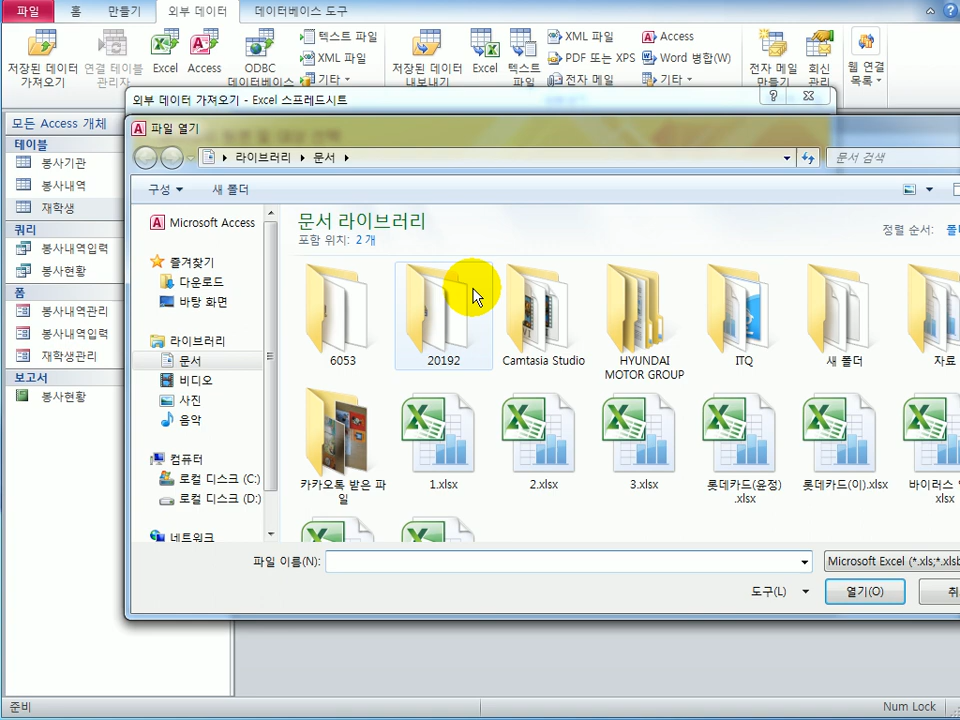 파일 홈 만들기 외부 데이터 데이터베이스 도구
저장된 데이터
가져오기
연결 테이블
관리자
Excel
Access
ODBC
데이터베이스
텍스트 파일
XML 파일
기타
저장된 데이터
내보내기
Excel
텍스트
파일
XML 파일
PDF 또는 XPS
전자 메일
Access
Word 병합(W)
기타
전자 메일
만들기
회신
관리
웹 연결
목록
외부 데이터 가져오기 - Excel 스프레드시트
모든 Access 개체
테이블
봉사기관
봉사내역
재학생
쿼리
봉사내역입력
봉사현황
폼
봉사내역관리
봉사내역입력
재학생관리
보고서
봉사현황
파일 열기
라이브러리 문서
문서 검색
구성 새 폴더
Microsoft Access
즐겨찾기
다운로드
바탕 화면
라이브러리
문서
비디오
사진
음악
컴퓨터
로컬 디스크 (C:)
로컬 디스크 (D:)
네트워크
문서 라이브러리
포함 위치: 2 개
정렬 순서:
6053
20192
Camtasia Studio
HYUNDAI
MOTOR GROUP
ITQ
새 폴더
자료
카카오톡 받은 파
일
1.xlsx
2.xlsx
3.xlsx
롯데카드(윤정)
.xlsx
롯데카드(이).xlsx
바이러스
xlsx
파일 이름(N):
Microsoft Excel (*.xls;*.xlsb
도구(L)
열기(O)
취
준비
Num Lock